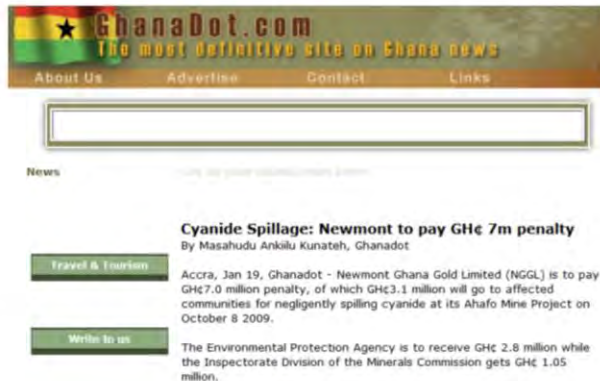 GhanaDot.com
The most definitive site on Ghana news
About Us Advertise Contact Links
News
Cyanide Spillage: Newmont to pay GH¢ 7m penalty
By Masahudu Ankiilu Kunateh, Ghanadot
Travel & Tourism
Accra, Jan 19, Ghanadot - Newmont Ghana Gold Limited (NGGL) is to pay
GH¢7.0 million penalty, of which GH¢3.1 million will go to affected
communities for negligently spilling cyanide at its Ahafo Mine Project on
October 8 2009.
Write to us
The Environmental Protection Agency is to receive GH¢ 2.8 million while
the Inspectorate Division of the Minerals Commission gets GH¢ 1.05
million.